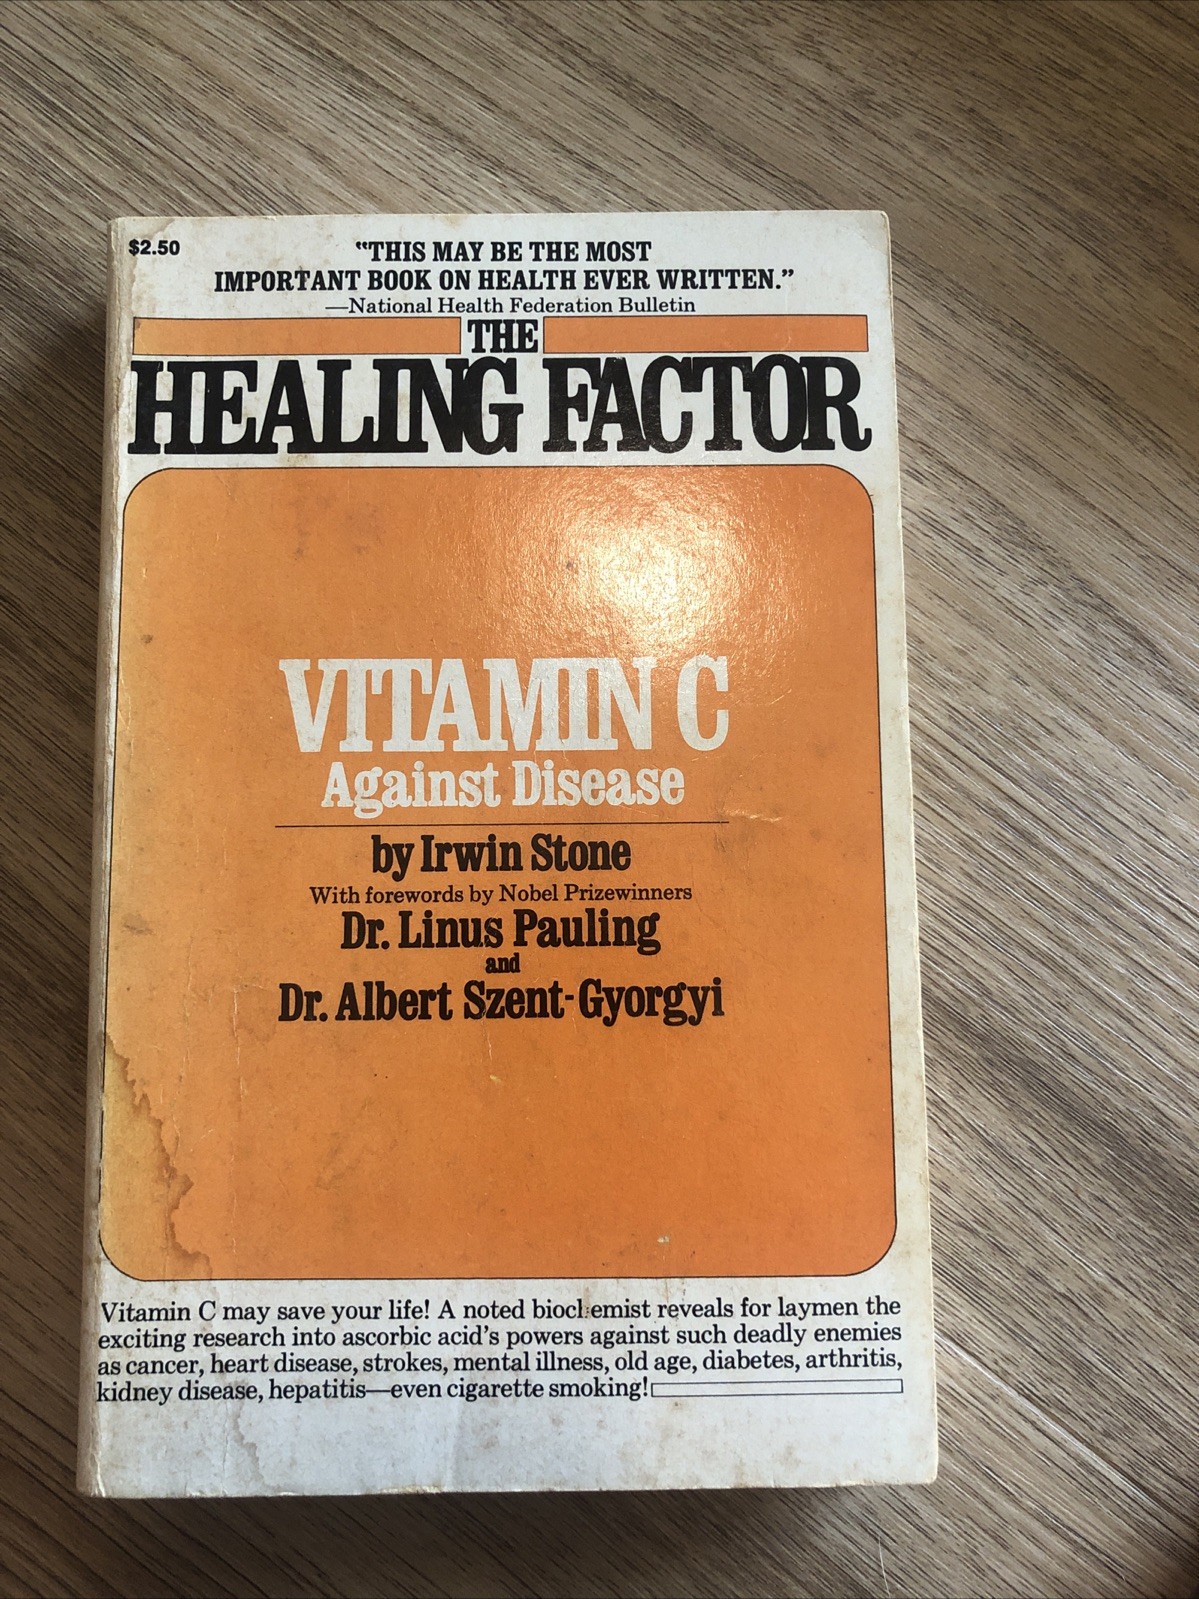 $2.50
“THIS MAY BE THE MOST
IMPORTANT BOOK ON HEALTH EVER WRITTEN.”
—National Health Federation Bulletin
THE
HEALING FACTOR
VITAMIN C
Against Disease
by Irwin Stone
With forewords by Nobel Prizewinners
Dr. Linus Pauling
and
Dr. Albert Szent-Gyorgyi
Vitamin C may save your life! A noted biochemist reveals for laymen the
exciting research into ascorbic acid's powers against such deadly enemies
as cancer, heart disease, strokes, mental illness, old age, diabetes, arthritis,
kidney disease, hepatitis—even cigarette smoking!